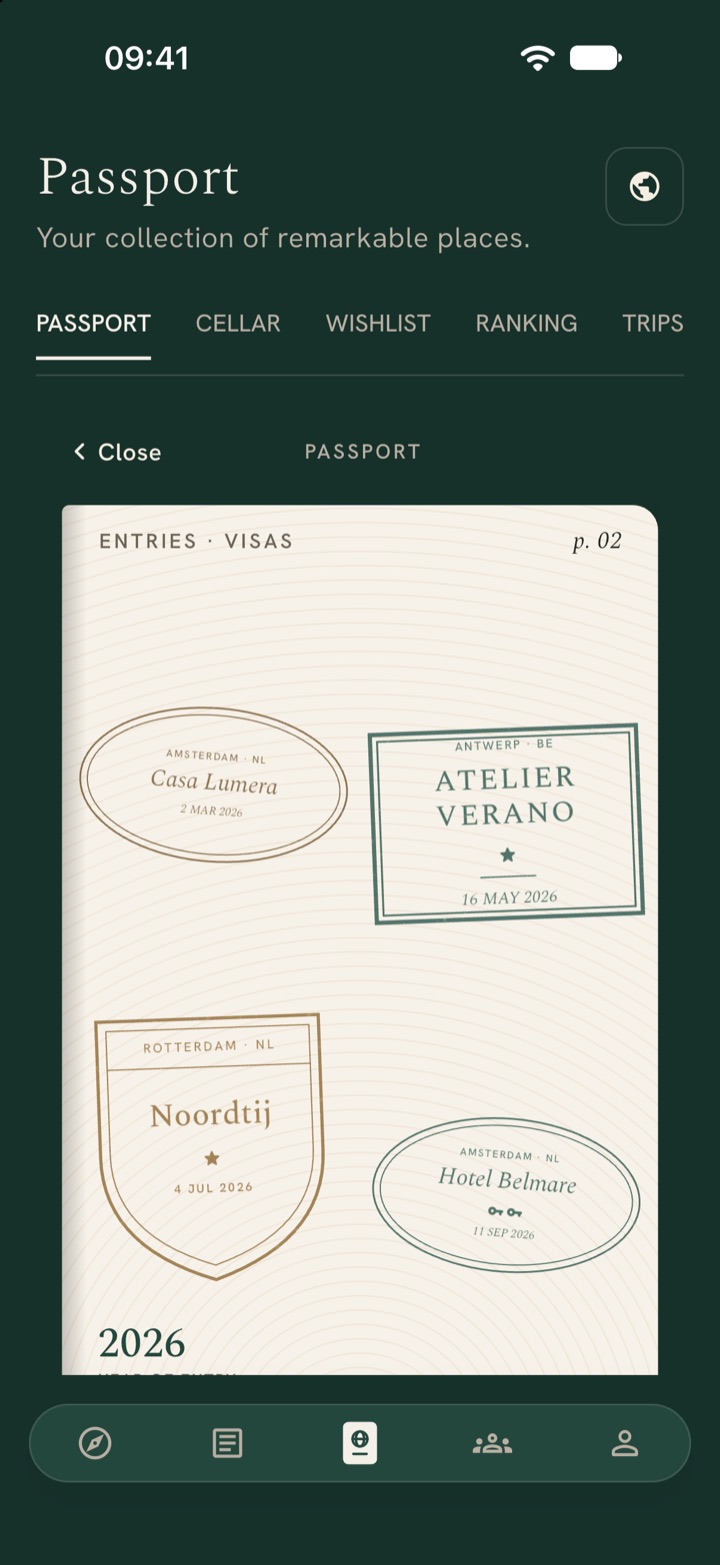 09:41
Passport
Your collection of remarkable places.
PASSPORT CELLAR WISHLIST RANKING TRIPS
Close PASSPORT
ENTRIES · VISAS p. 02
AMSTERDAM · NL
Casa Lumera
2 MAR 2026
ANTWERP · BE
ATELIER
VERANO
16 MAY 2026
ROTTERDAM · NL
Noordtij
4 JUL 2026
AMSTERDAM · NL
Hotel Belmare
11 SEP 2026
2026